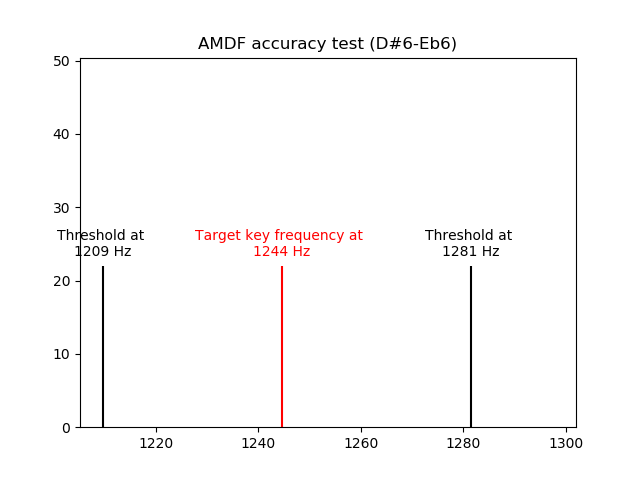 AMDF accuracy test (D#6-Eb6)
50
40
30
20
10
0
Threshold at
1209 Hz
Target key frequency at
1244 Hz
Threshold at
1281 Hz
1220
1240
1260
1280
1300